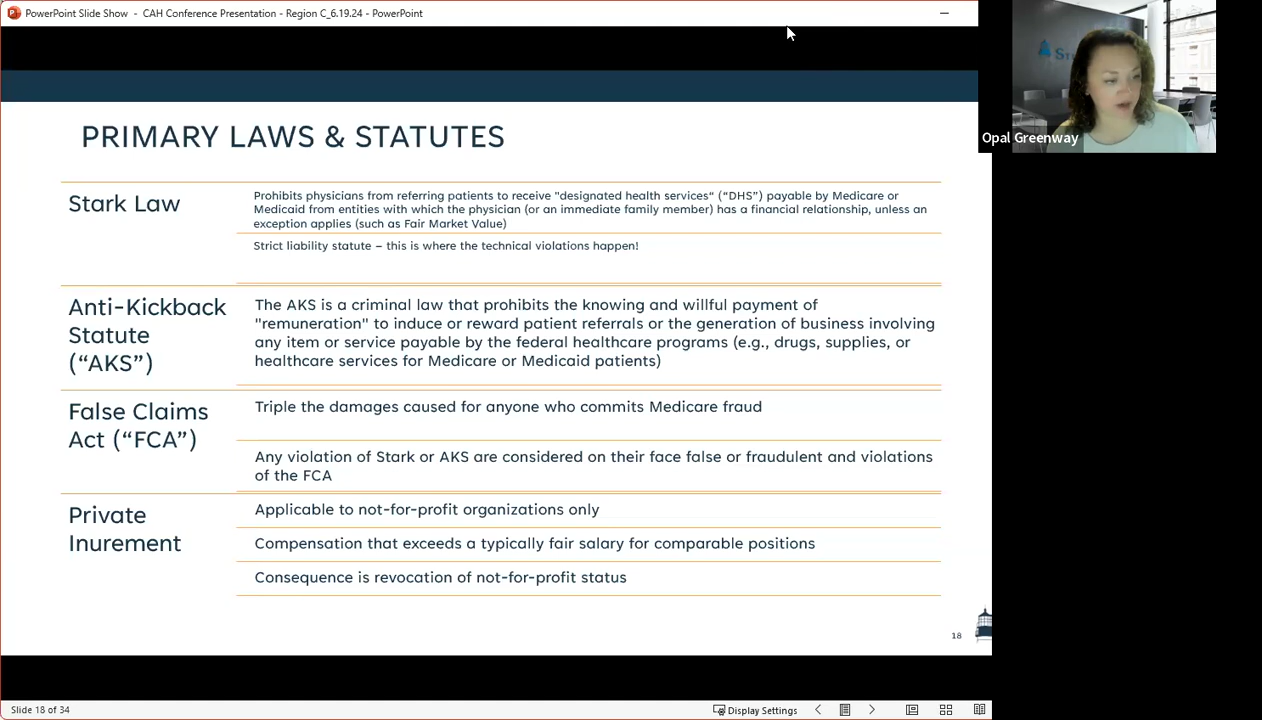 PowerPoint Slide Show - CAH Conference Presentation - Region C_6.19.24 - PowerPoint
Opal Greenway
PRIMARY LAWS & STATUTES
Stark Law
Prohibits physicians from referring patients to receive "designated health services“ (“DHS”) payable by Medicare or
Medicaid from entities with which the physician (or an immediate family member) has a financial relationship, unless an
exception applies (such as Fair Market Value)
Strict liability statute – this is where the technical violations happen!
Anti-Kickback
Statute
(“AKS”)
The AKS is a criminal law that prohibits the knowing and willful payment of
"remuneration" to induce or reward patient referrals or the generation of business involving
any item or service payable by the federal healthcare programs (e.g., drugs, supplies, or
healthcare services for Medicare or Medicaid patients)
False Claims
Act (“FCA”)
Triple the damages caused for anyone who commits Medicare fraud
Any violation of Stark or AKS are considered on their face false or fraudulent and violations
of the FCA
Private
Inurement
Applicable to not-for-profit organizations only
Compensation that exceeds a typically fair salary for comparable positions
Consequence is revocation of not-for-profit status
18
Slide 18 of 34
Display Settings